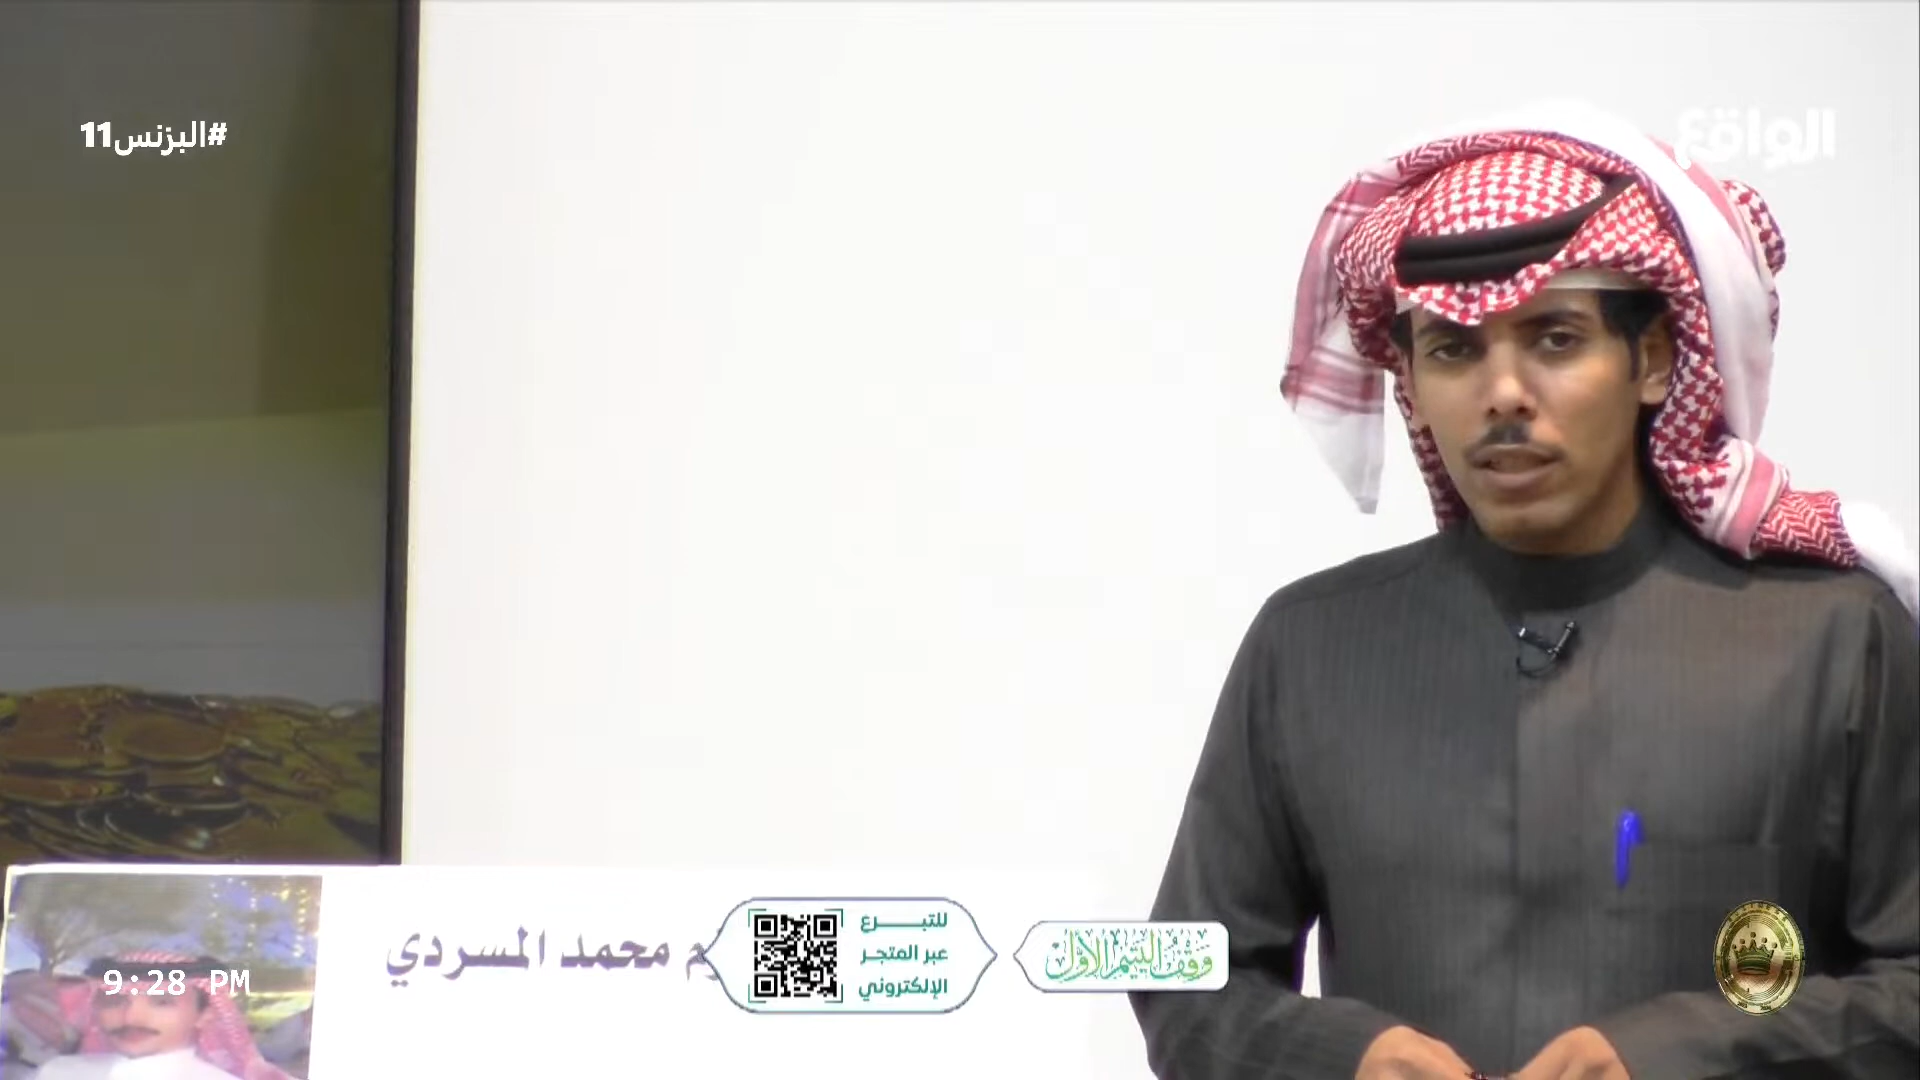 #البزنس11
الواقع
محمد المسردي
للتبرع
عبر المتجر
الإلكتروني
وقف اليتيم الأول
9:28 PM